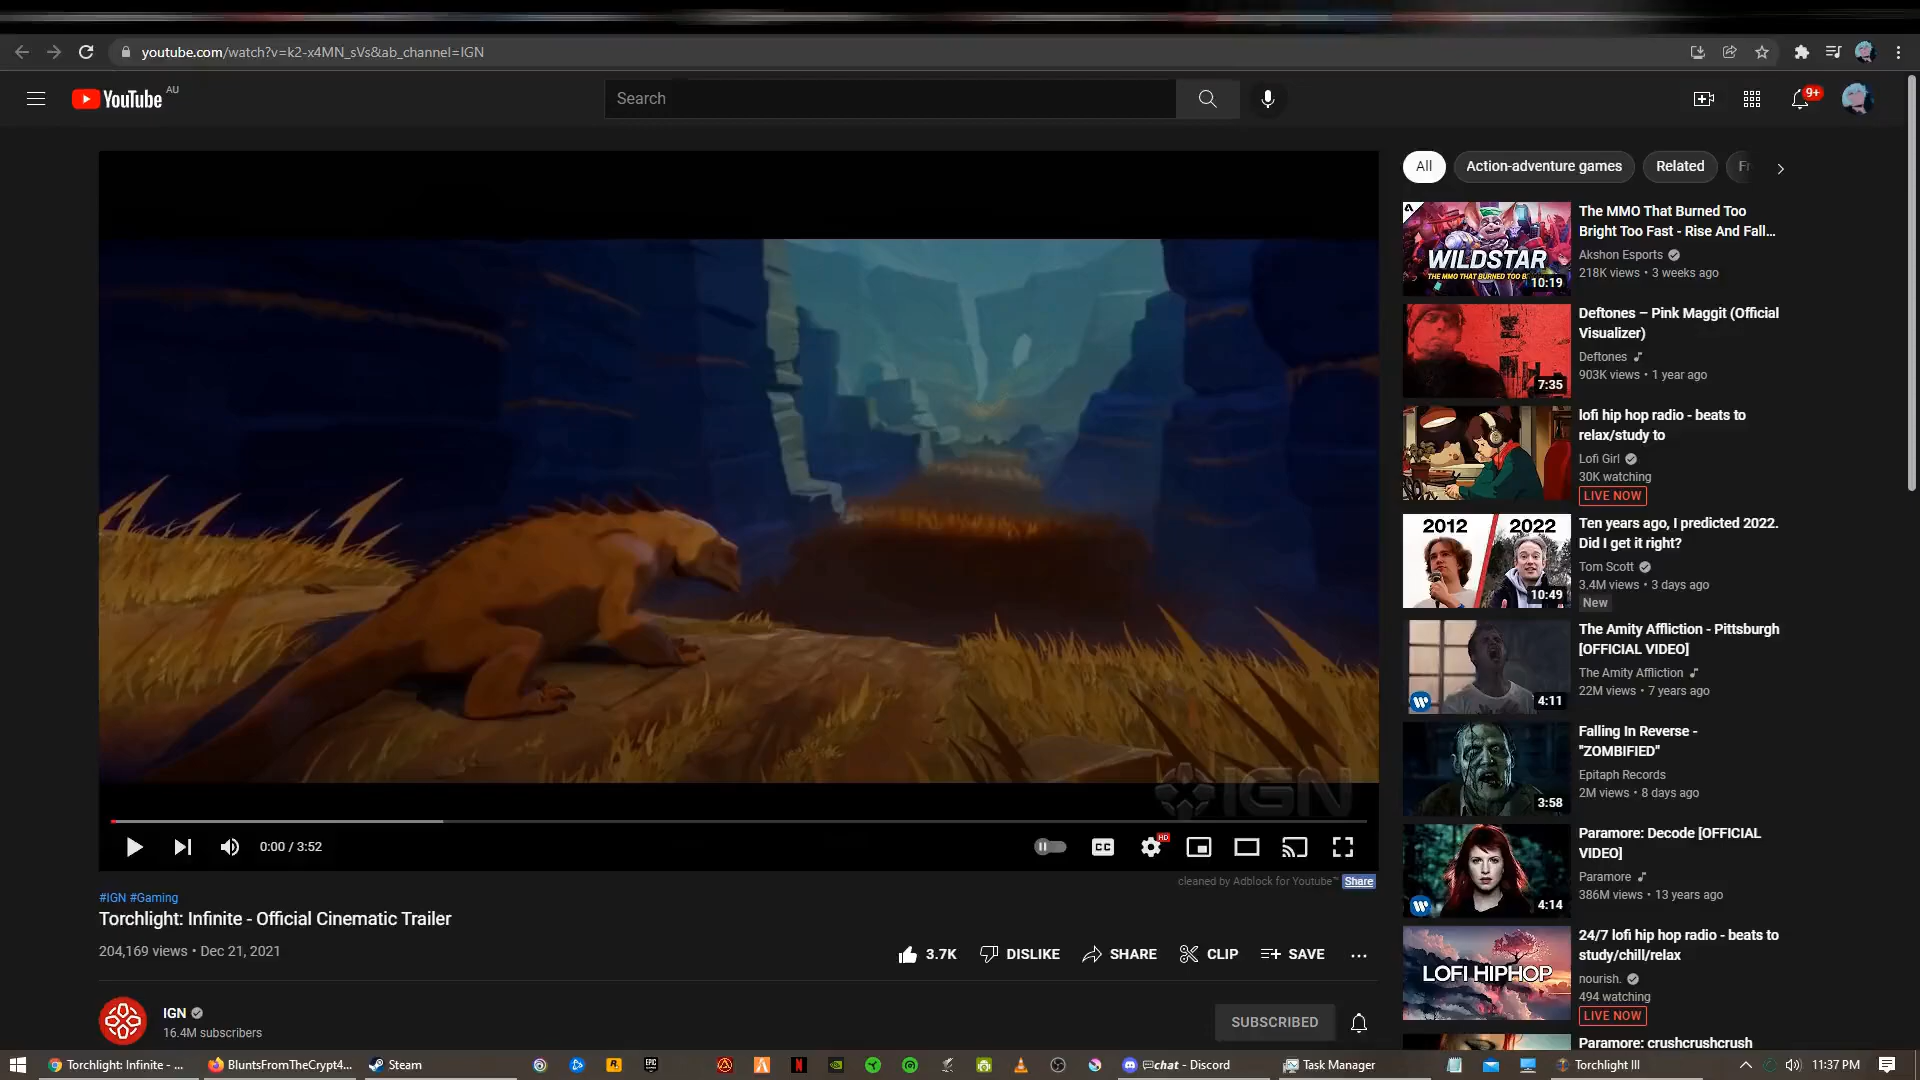 youtube.com/watch?v=k2-x4MN_sVs&ab_channel=IGN
YouTube AU
Search
9+
All
Action-adventure games
Related
IGN
0:00 / 3:52
CC
HD
cleaned by Adblock for Youtube™ Share
#IGN #Gaming
Torchlight: Infinite - Official Cinematic Trailer
204,169 views • Dec 21, 2021
3.7K
DISLIKE
SHARE
CLIP
SAVE
IGN
16.4M subscribers
SUBSCRIBED
WILDSTAR
THE MMO THAT BURNED TOO B
10:19
The MMO That Burned Too
Bright Too Fast - Rise And Fall...
Akshon Esports
218K views • 3 weeks ago
7:35
Deftones – Pink Maggit (Official
Visualizer)
Deftones
903K views • 1 year ago
lofi hip hop radio - beats to
relax/study to
Lofi Girl
30K watching
LIVE NOW
2012
2022
10:49
Ten years ago, I predicted 2022.
Did I get it right?
Tom Scott
3.4M views • 3 days ago
New
4:11
The Amity Affliction - Pittsburgh
[OFFICIAL VIDEO]
The Amity Affliction
22M views • 7 years ago
3:58
Falling In Reverse -
"ZOMBIFIED"
Epitaph Records
2M views • 8 days ago
4:14
Paramore: Decode [OFFICIAL
VIDEO]
Paramore
386M views • 13 years ago
LOFI HIPHOP
24/7 lofi hip hop radio - beats to
study/chill/relax
nourish.
494 watching
LIVE NOW
Paramore: crushcrushcrush
Torchlight: Infinite - ...
BluntsFromTheCrypt4...
Steam
EPIC
chat - Discord
Task Manager
Torchlight III
11:37 PM